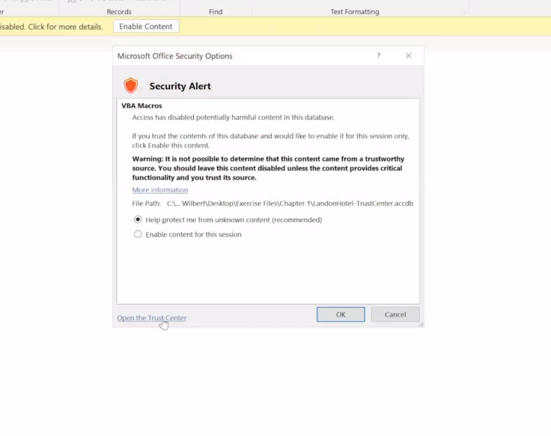 Records
Find
Text Formatting
isabled. Click for more details. Enable Content
Microsoft Office Security Options ?
Security Alert
VBA Macros
Access has disabled potentially harmful content in this database.
If you trust the contents of this database and would like to enable it for this session only,
click Enable this content.
Warning: It is not possible to determine that this content came from a trustworthy
source. You should leave this content disabled unless the content provides critical
functionality and you trust its source.
More information
File Path: C:\... Wilbert\Desktop\Exercise Files\Chapter 1\LandonHotel-TrustCenter.accdb
Help protect me from unknown content (recommended)
Enable content for this session
Open the Trust Center
OK
Cancel